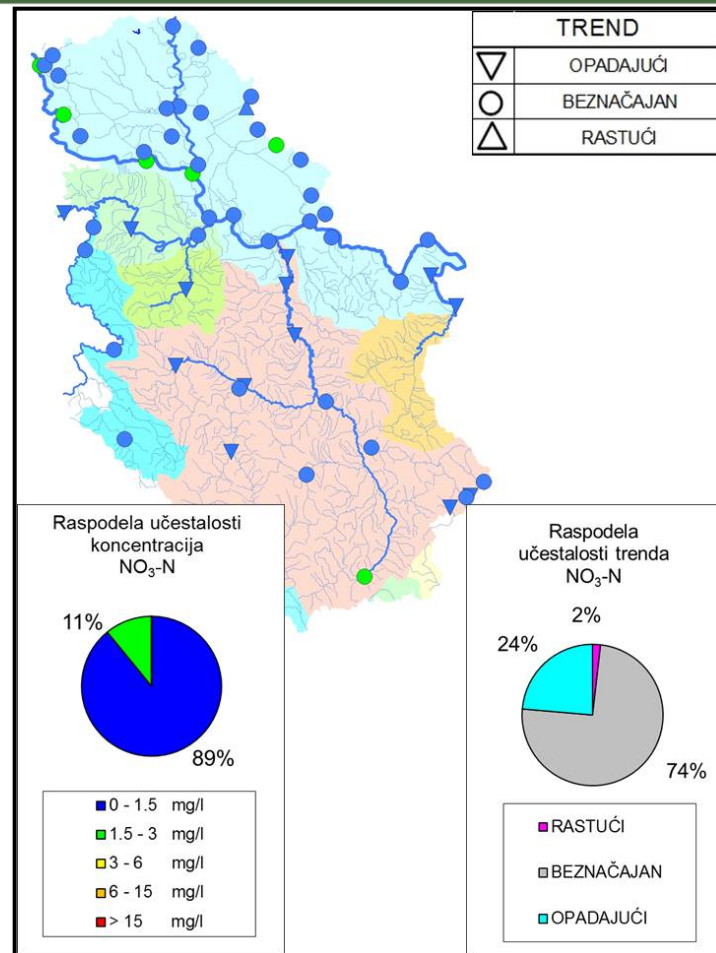 TREND
OPADAJUĆI
BEZNAČAJAN
RASTUĆI
Raspodela učestalosti
koncentracija
NO₃-N
11%
89%
0 - 1.5 mg/l
1.5 - 3 mg/l
3 - 6 mg/l
6 - 15 mg/l
> 15 mg/l
Raspodela
učestalosti trenda
NO₃-N
2%
24%
74%
RASTUĆI
BEZNAČAJAN
OPADAJUĆI